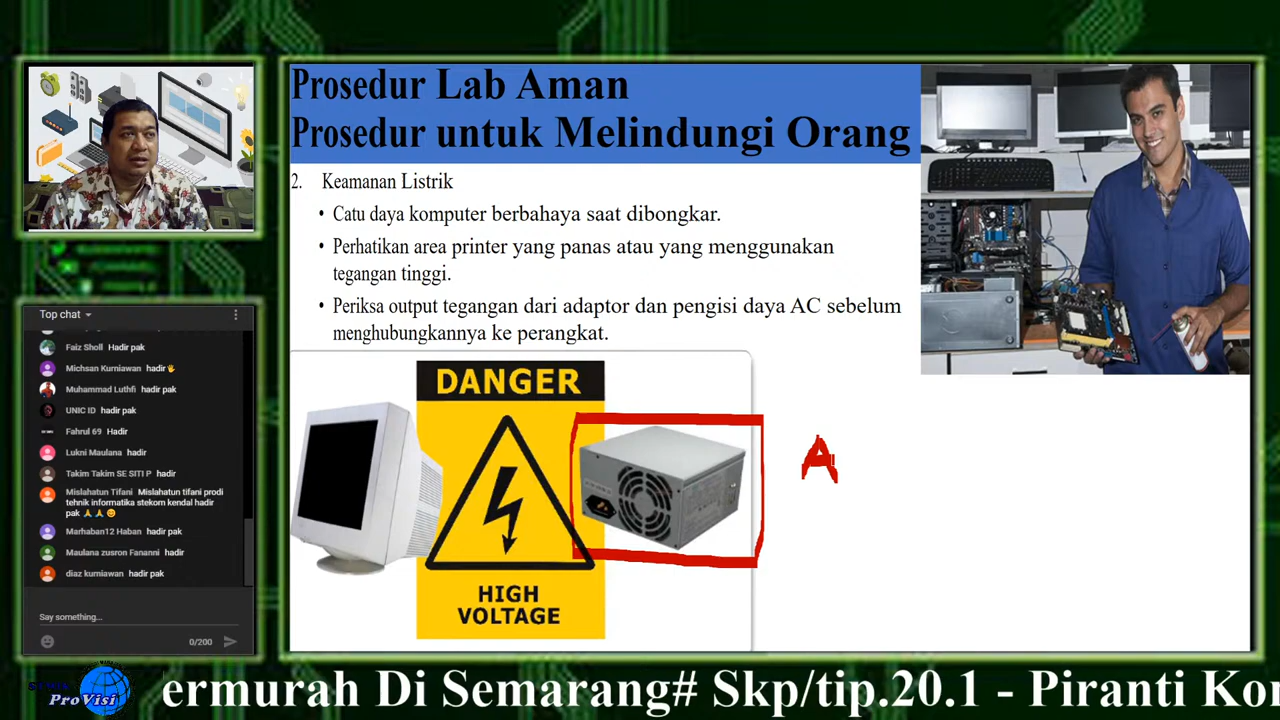 Prosedur Lab Aman
Prosedur untuk Melindungi Orang
2. Keamanan Listrik
• Catu daya komputer berbahaya saat dibongkar.
• Perhatikan area printer yang panas atau yang menggunakan
tegangan tinggi.
• Periksa output tegangan dari adaptor dan pengisi daya AC sebelum
menghubungkannya ke perangkat.
DANGER
HIGH
VOLTAGE
A
Top chat
Faiz Sholl Hadir pak
Michsan Kurniawan hadir🖐
Muhammad Luthfi hadir pak
UNIC ID hadir pak
Fahrul 69 Hadir
Lukni Maulana hadir
Takim Takim SE SITI P hadir
Mislahatun Tifani Mislahatun tifani prodi
tehnik informatika stekom kendal hadir
pak 🙏🙏😊
Marhaban12 Haban hadir pak
Maulana zusron Fananni hadir
diaz kurniawan hadir pak
Say something...
0/200
ProVisi
ermurah Di Semarang# Skp/tip.20.1 - Piranti Kor